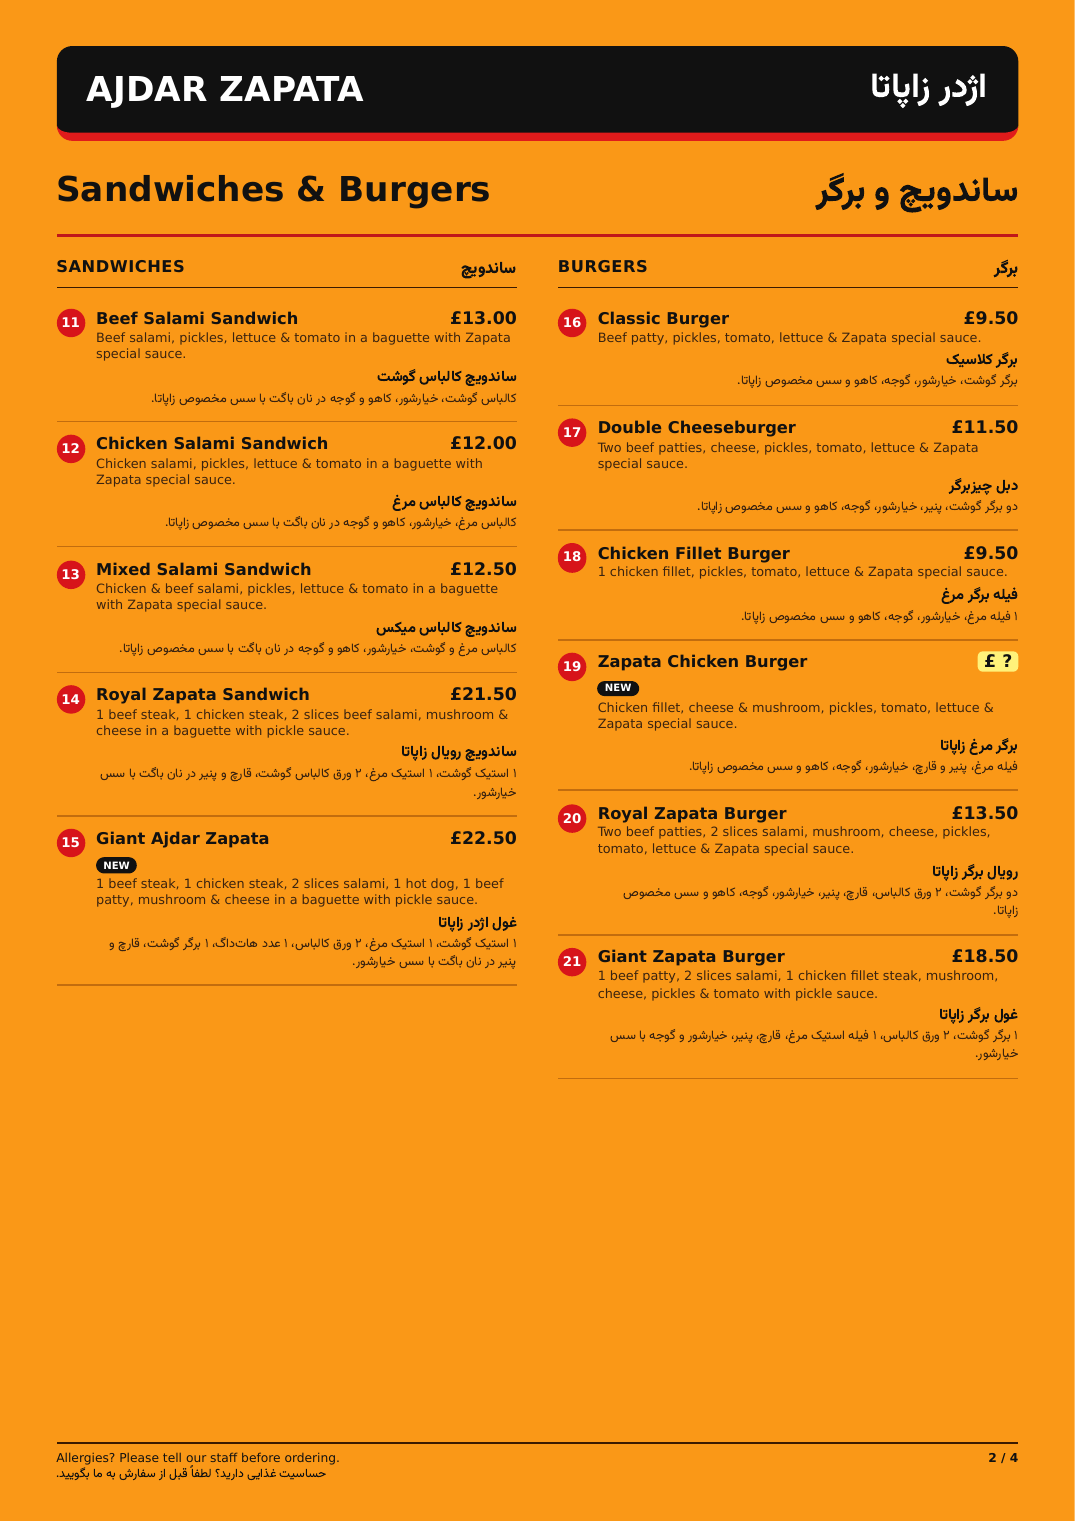 AJDAR ZAPATA
اژدر زاپاتا
Sandwiches & Burgers
ساندویچ و برگر
SANDWICHES
ساندویچ
11 Beef Salami Sandwich £13.00
Beef salami, pickles, lettuce & tomato in a baguette with Zapata
special sauce.
ساندویچ کالباس گوشت
کالباس گوشت، خیارشور، کاهو و گوجه در نان باگت با سس مخصوص زاپاتا.
12 Chicken Salami Sandwich £12.00
Chicken salami, pickles, lettuce & tomato in a baguette with
Zapata special sauce.
ساندویچ کالباس مرغ
کالباس مرغ، خیارشور، کاهو و گوجه در نان باگت با سس مخصوص زاپاتا.
13 Mixed Salami Sandwich £12.50
Chicken & beef salami, pickles, lettuce & tomato in a baguette
with Zapata special sauce.
ساندویچ کالباس میکس
کالباس مرغ و گوشت، خیارشور، کاهو و گوجه در نان باگت با سس مخصوص زاپاتا.
14 Royal Zapata Sandwich £21.50
1 beef steak, 1 chicken steak, 2 slices beef salami, mushroom &
cheese in a baguette with pickle sauce.
ساندویچ رویال زاپاتا
۱ استیک گوشت، ۱ استیک مرغ، ۲ ورق کالباس گوشت، قارچ و پنیر در نان باگت با سس
خیارشور.
15 Giant Ajdar Zapata £22.50
NEW
1 beef steak, 1 chicken steak, 2 slices salami, 1 hot dog, 1 beef
patty, mushroom & cheese in a baguette with pickle sauce.
غول اژدر زاپاتا
۱ استیک گوشت، ۱ استیک مرغ، ۲ ورق کالباس، ۱ عدد هات‌داگ، ۱ برگر گوشت، قارچ و
پنیر در نان باگت با سس خیارشور.
BURGERS
برگر
16 Classic Burger £9.50
Beef patty, pickles, tomato, lettuce & Zapata special sauce.
برگر کلاسیک
برگر گوشت، خیارشور، گوجه، کاهو و سس مخصوص زاپاتا.
17 Double Cheeseburger £11.50
Two beef patties, cheese, pickles, tomato, lettuce & Zapata
special sauce.
دبل چیزبرگر
دو برگر گوشت، پنیر، خیارشور، گوجه، کاهو و سس مخصوص زاپاتا.
18 Chicken Fillet Burger £9.50
1 chicken fillet, pickles, tomato, lettuce & Zapata special sauce.
فیله برگر مرغ
۱ فیله مرغ، خیارشور، گوجه، کاهو و سس مخصوص زاپاتا.
19 Zapata Chicken Burger £ ?
NEW
Chicken fillet, cheese & mushroom, pickles, tomato, lettuce &
Zapata special sauce.
برگر مرغ زاپاتا
فیله مرغ، پنیر و قارچ، خیارشور، گوجه، کاهو و سس مخصوص زاپاتا.
20 Royal Zapata Burger £13.50
Two beef patties, 2 slices salami, mushroom, cheese, pickles,
tomato, lettuce & Zapata special sauce.
رویال برگر زاپاتا
دو برگر گوشت، ۲ ورق کالباس، قارچ، پنیر، خیارشور، گوجه، کاهو و سس مخصوص
زاپاتا.
21 Giant Zapata Burger £18.50
1 beef patty, 2 slices salami, 1 chicken fillet steak, mushroom,
cheese, pickles & tomato with pickle sauce.
غول برگر زاپاتا
۱ برگر گوشت، ۲ ورق کالباس، ۱ فیله استیک مرغ، قارچ، پنیر، خیارشور و گوجه با سس
خیارشور.
Allergies? Please tell our staff before ordering.
حساسیت غذایی دارید؟ لطفاً قبل از سفارش به ما بگویید.
2 / 4